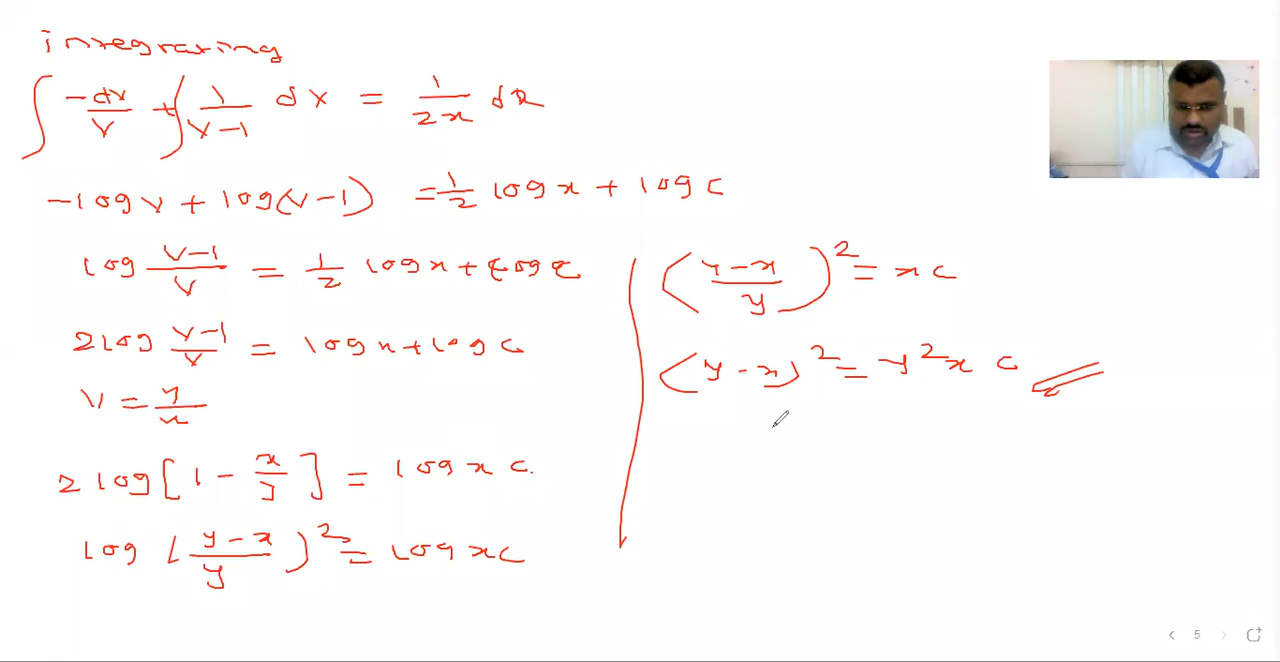 integrating
∫ -dv/v + ∫ 1/(v-1) dx = 1/2x dx
-log v + log(v-1) = 1/2 log x + log c
log (v-1)/v = 1/2 log x + log c
2 log (v-1)/v = log x + log c
v = y/x
2 log [1 - x/y] = log x c.
log ((y-x)/y)² = log xc
((y-x)/y)² = xc
(y-x)² = y²x c
5